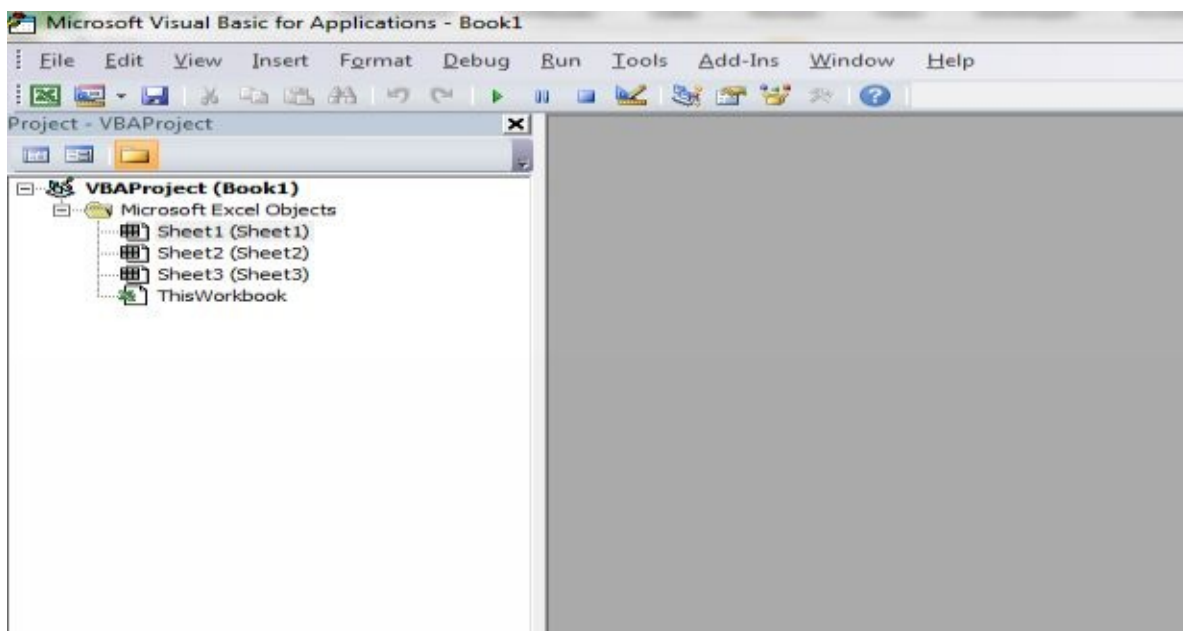 Microsoft Visual Basic for Applications - Book1
File Edit View Insert Format Debug Run Tools Add-Ins Window Help
Project - VBAProject
VBAProject (Book1)
Microsoft Excel Objects
Sheet1 (Sheet1)
Sheet2 (Sheet2)
Sheet3 (Sheet3)
ThisWorkbook